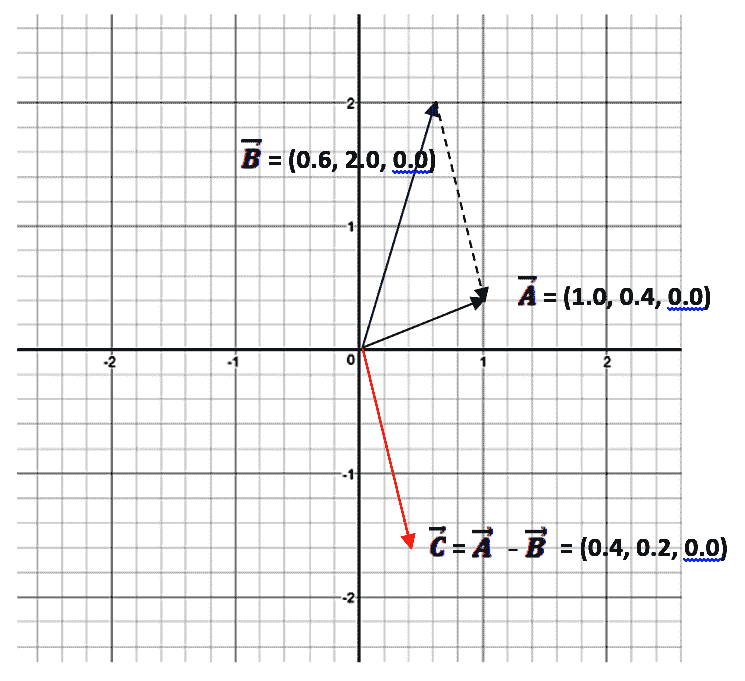 2
B⃗ = (0.6, 2.0, 0.0)
1
A⃗ = (1.0, 0.4, 0.0)
-2 -1 0 1 2
-1
C⃗ = A⃗ - B⃗ = (0.4, 0.2, 0.0)
-2